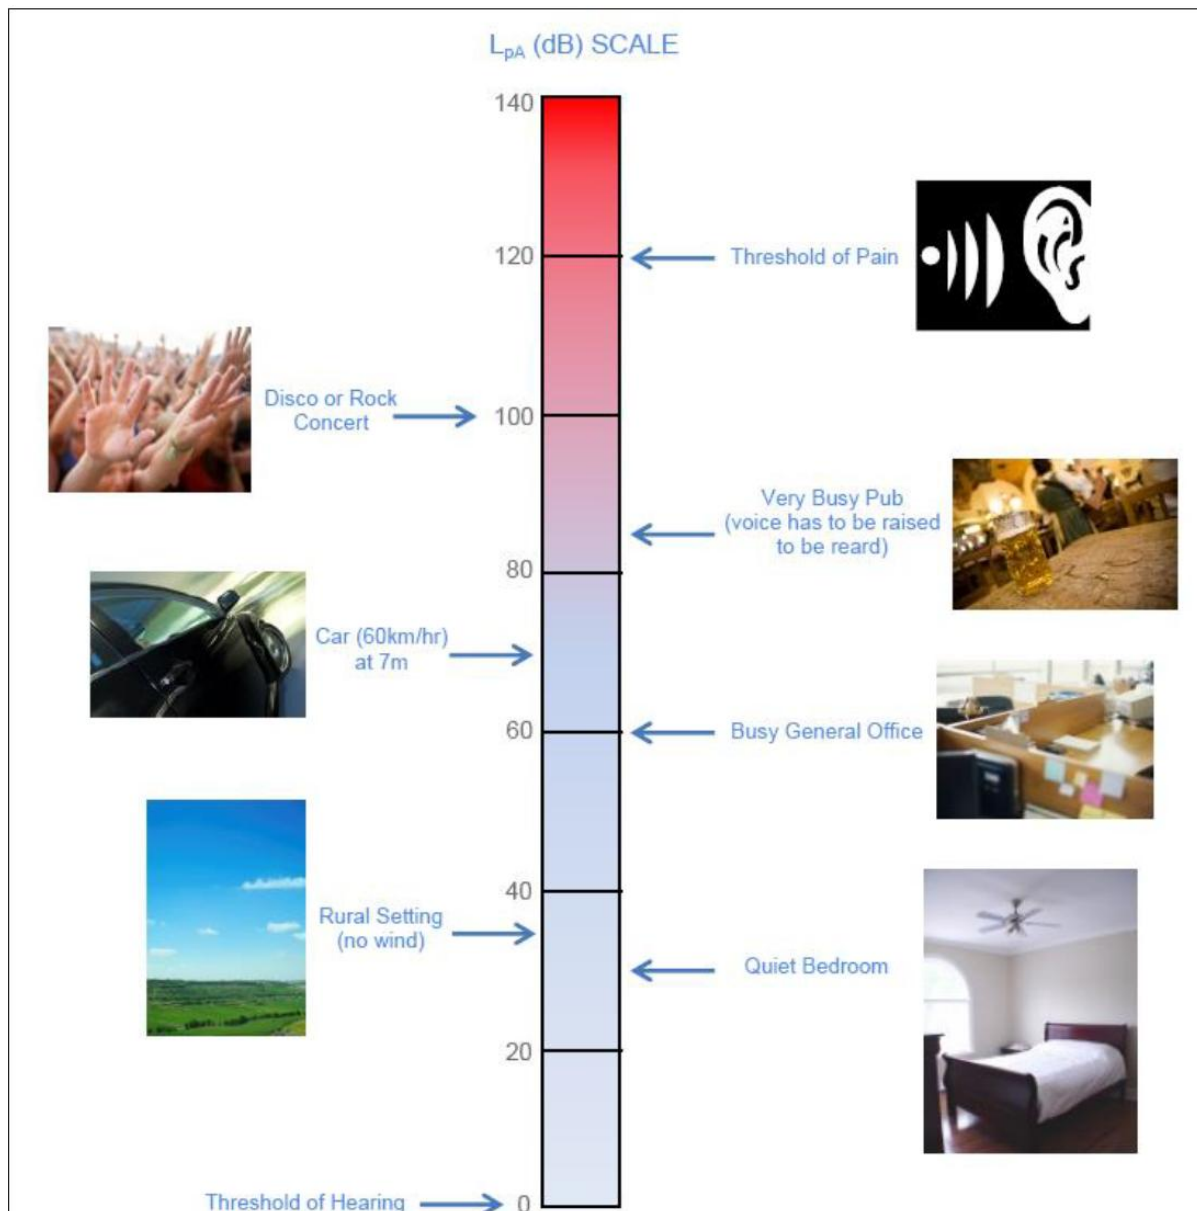 LpA (dB) SCALE
140
120
Threshold of Pain
Disco or Rock
Concert
100
Very Busy Pub
(voice has to be raised
to be reard)
80
Car (60km/hr)
at 7m
60
Busy General Office
40
Rural Setting
(no wind)
Quiet Bedroom
20
Threshold of Hearing
0